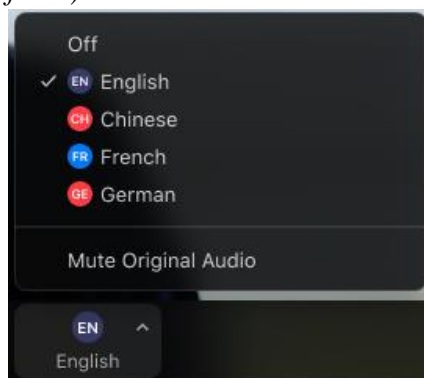 Off
✓ EN English
CH Chinese
FR French
GE German
Mute Original Audio
EN
English